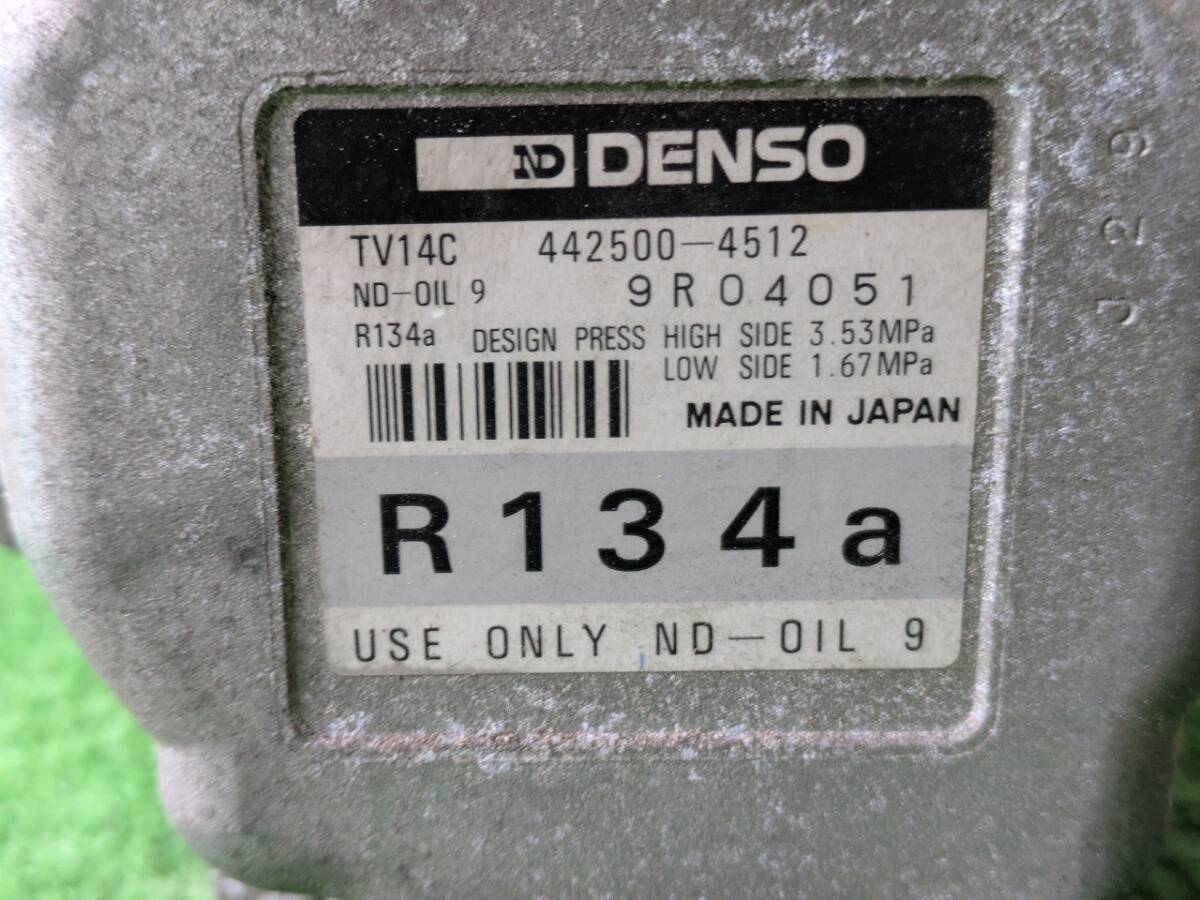 ND DENSO
TV14C 442500-4512
ND-OIL 9 9R04051
R134a DESIGN PRESS HIGH SIDE 3.53MPa
LOW SIDE 1.67MPa
MADE IN JAPAN
R134a
USE ONLY ND-OIL 9
J29